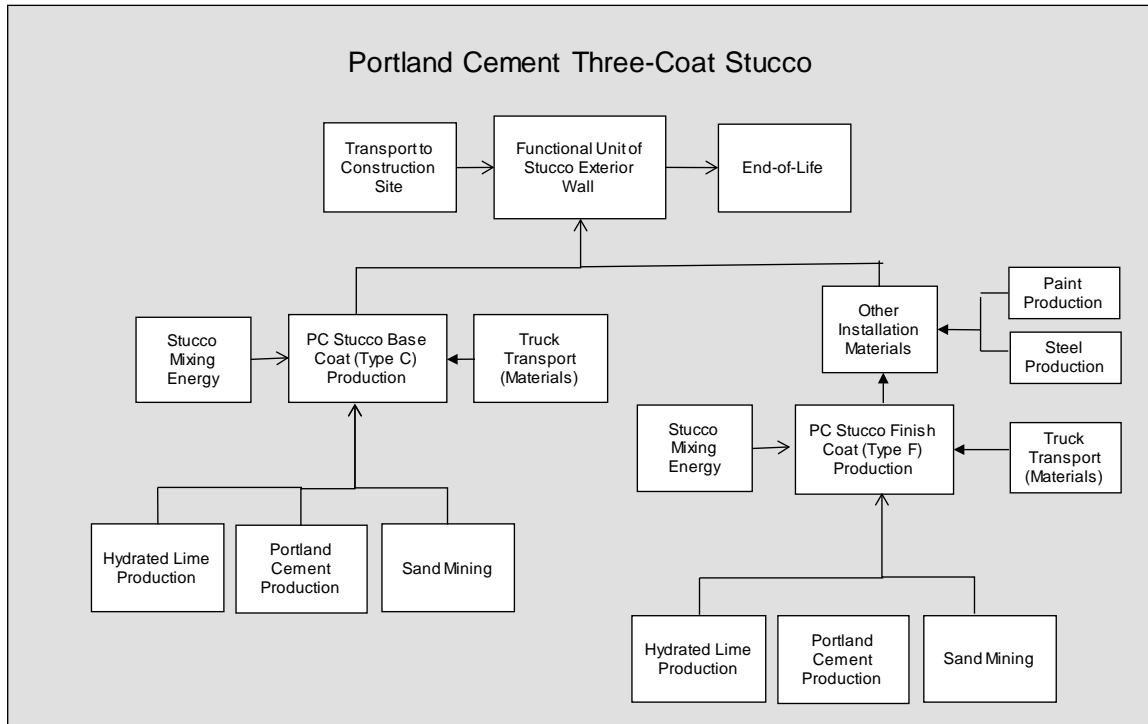 Portland Cement Three-Coat Stucco
Transport to
Construction
Site
Functional Unit of
Stucco Exterior
Wall
End-of-Life
Stucco
Mixing
Energy
PC Stucco Base
Coat (Type C)
Production
Truck
Transport
(Materials)
Other
Installation
Materials
Paint
Production
Steel
Production
Stucco
Mixing
Energy
PC Stucco Finish
Coat (Type F)
Production
Truck
Transport
(Materials)
Hydrated Lime
Production
Portland
Cement
Production
Sand Mining
Hydrated Lime
Production
Portland
Cement
Production
Sand Mining